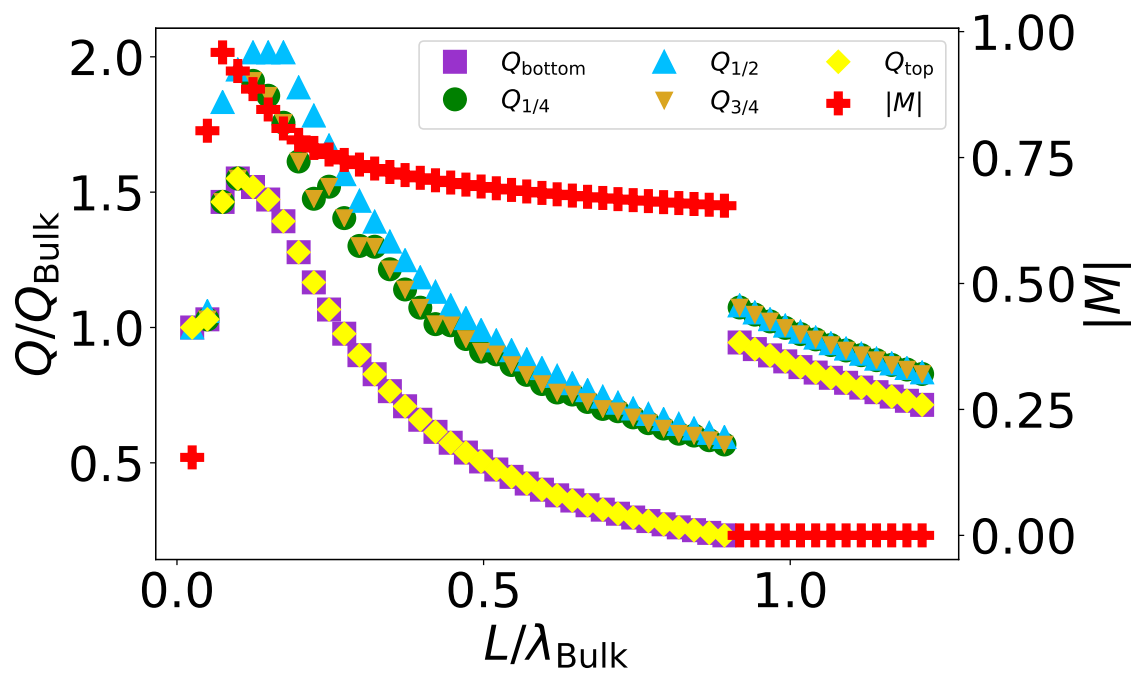 2.0
1.5
1.0
0.5
Q/Q_Bulk
Q_bottom
Q_1/4
Q_1/2
Q_3/4
Q_top
|M|
1.00
0.75
0.50
0.25
0.00
|M|
0.0 0.5 1.0
L/λ_Bulk